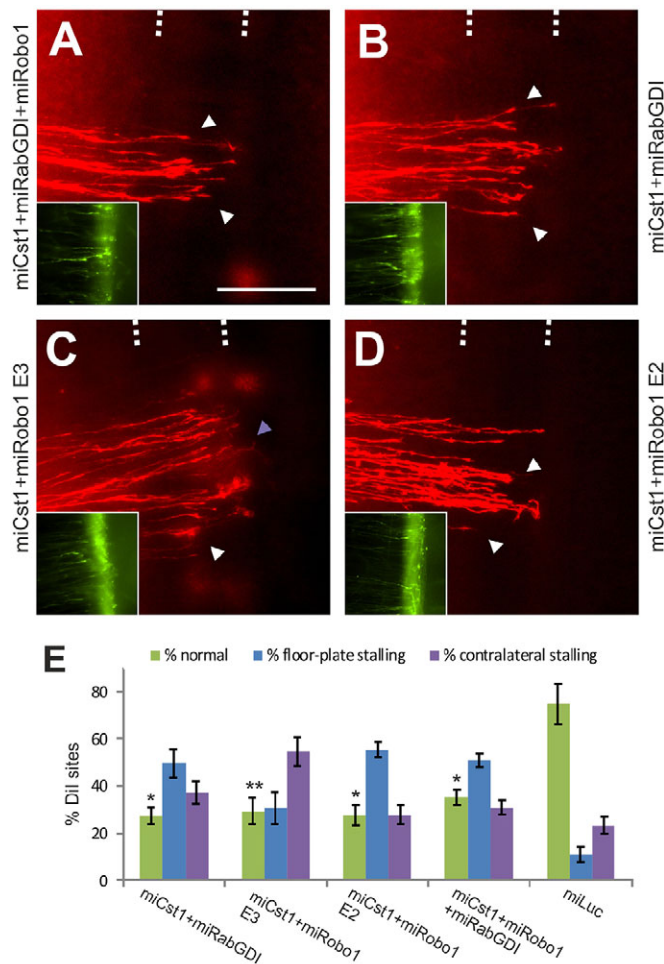 A
miCst1+miRabGDI+miRobo1
B
miCst1+miRabGDI
C
miCst1+miRobo1 E3
D
miCst1+miRobo1 E2
E
% normal
% floor-plate stalling
% contralateral stalling
% DiI sites
80
60
40
20
0
*
**
*
*
miCst1+miRabGDI
miCst1+miRobo1
E3
miCst1+miRobo1
E2
miCst1+miRobo1
+miRabGDI
miLuc